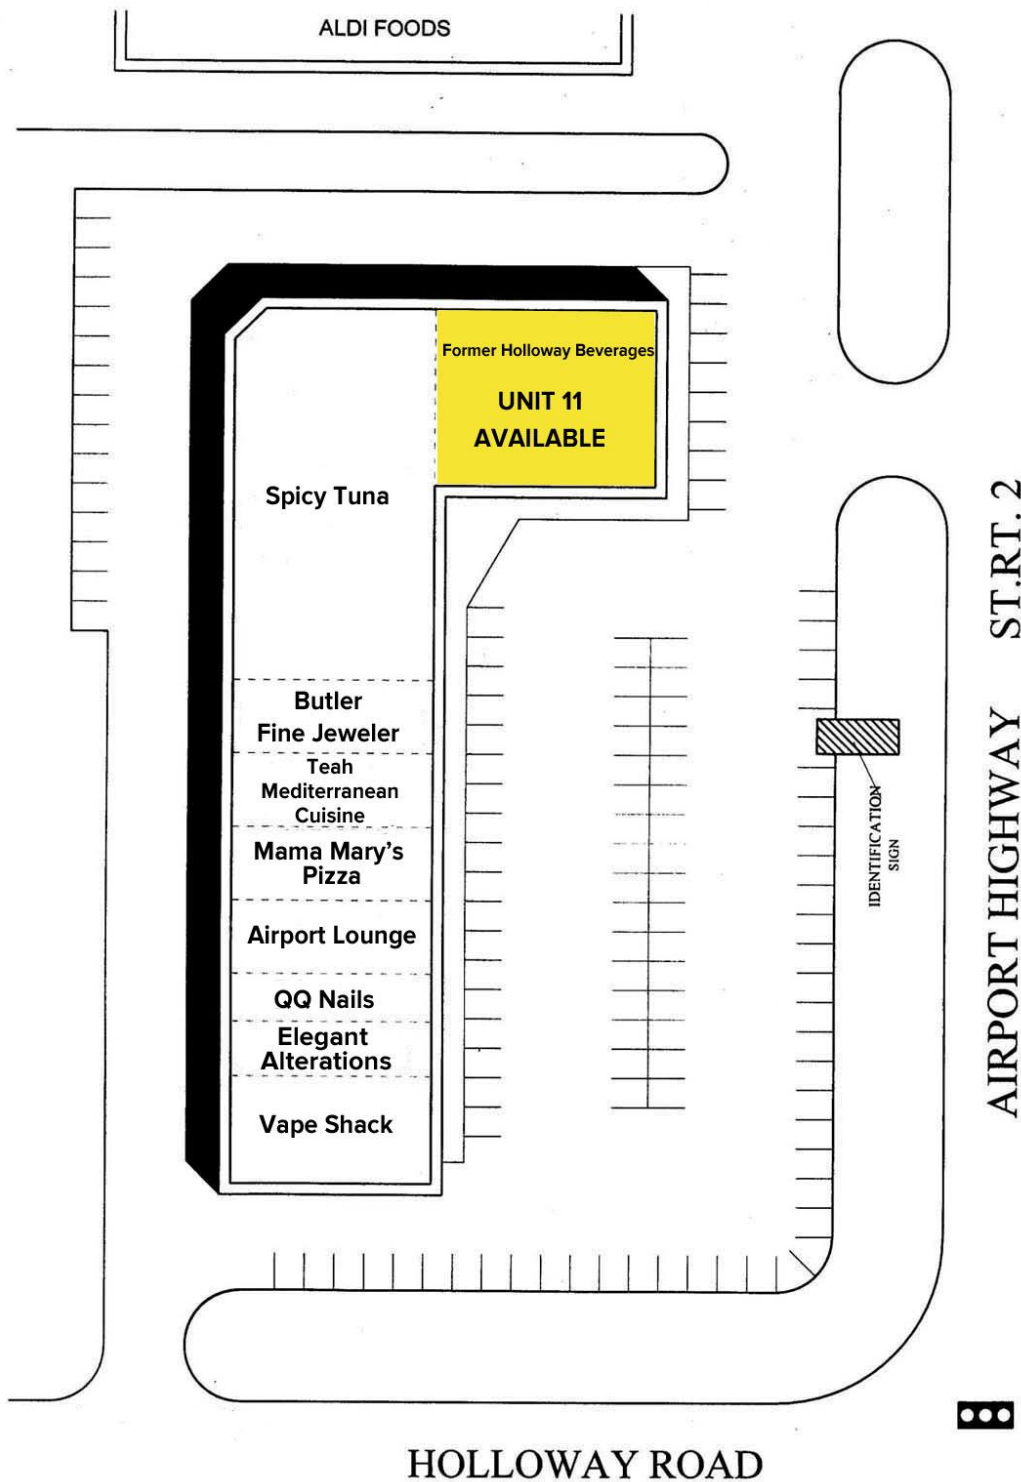 ALDI FOODS
Former Holloway Beverages
UNIT 11
AVAILABLE
Spicy Tuna
Butler
Fine Jeweler
Teah
Mediterranean
Cuisine
Mama Mary's
Pizza
Airport Lounge
QQ Nails
Elegant
Alterations
Vape Shack
IDENTIFICATION
SIGN
AIRPORT HIGHWAY ST.RT. 2
HOLLOWAY ROAD